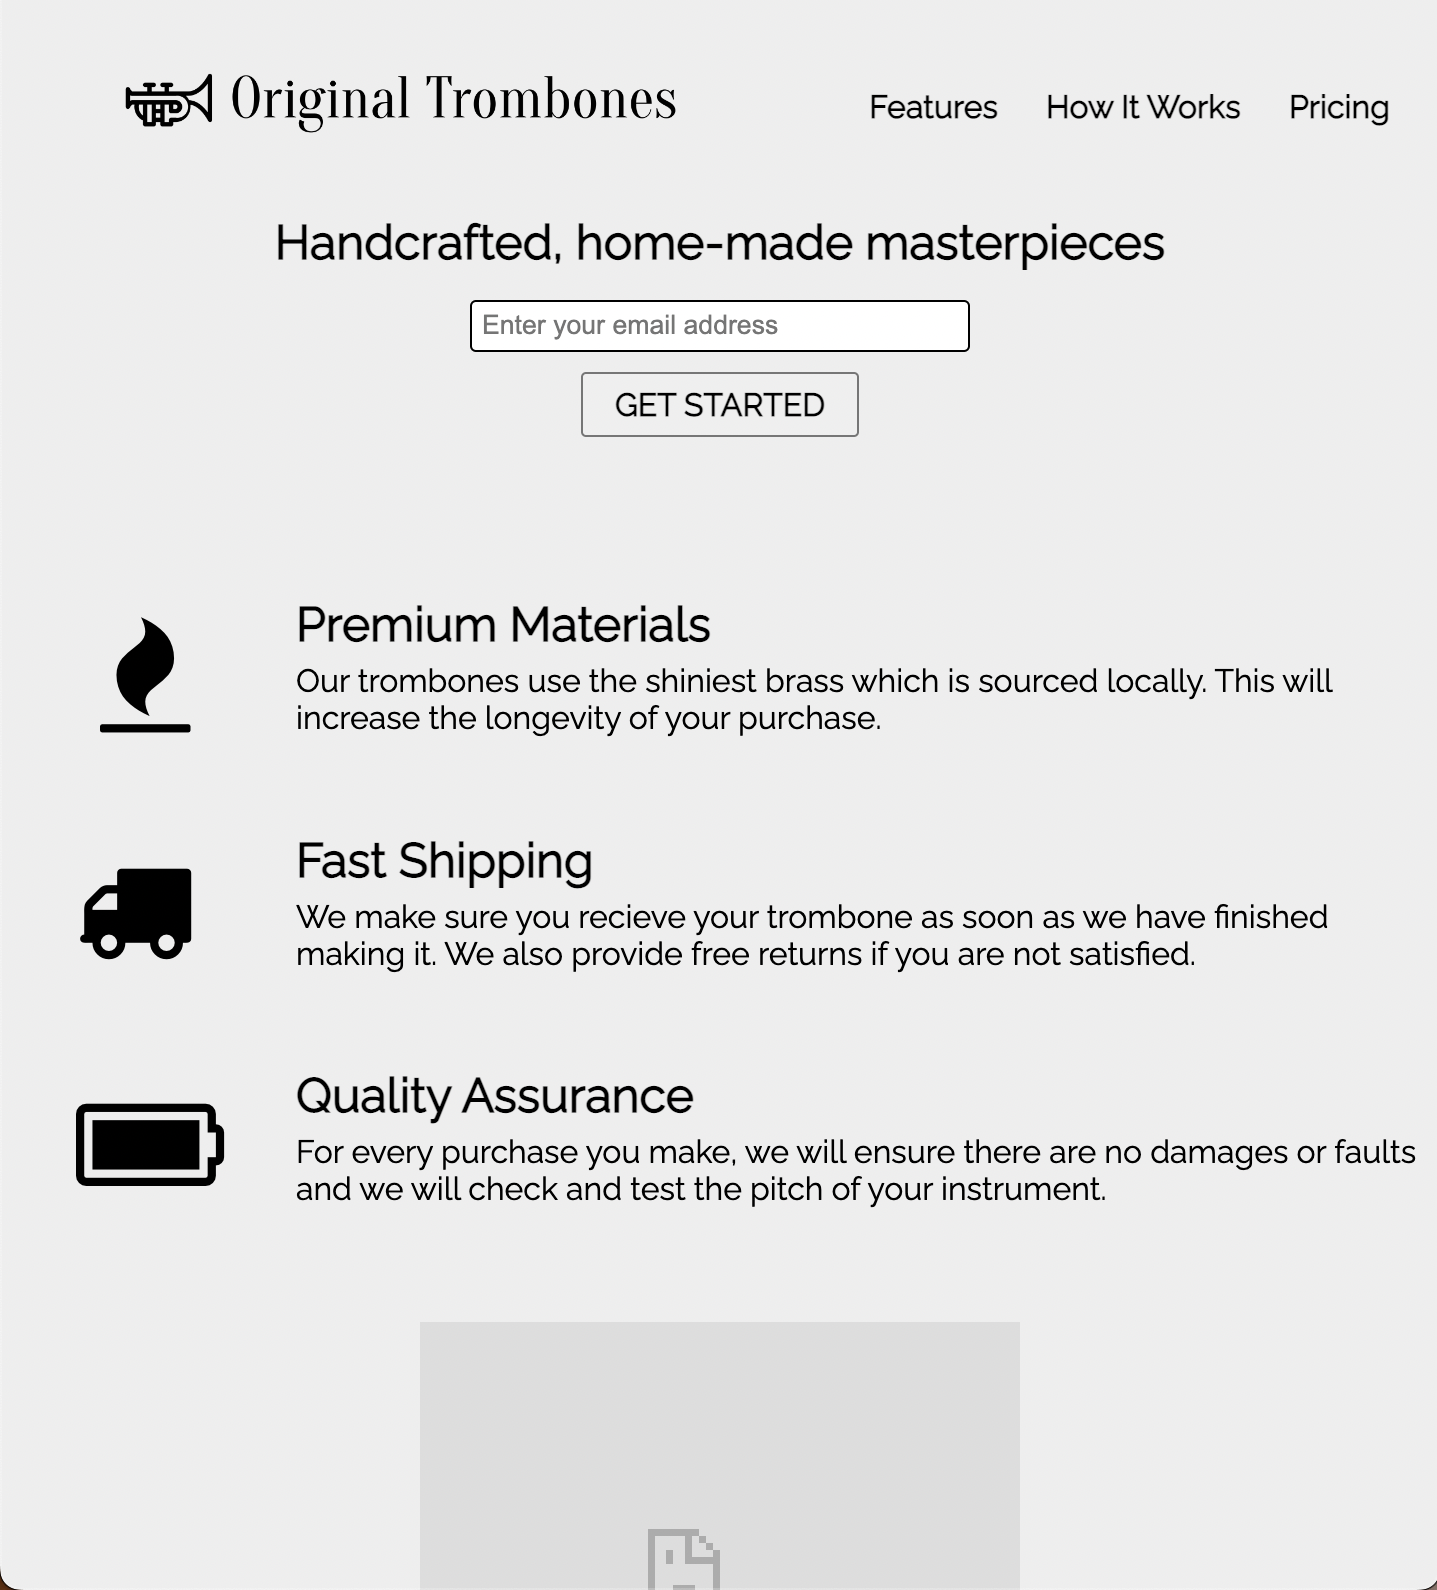 Original Trombones
Features How It Works Pricing
Handcrafted, home-made masterpieces
Enter your email address
GET STARTED
Premium Materials
Our trombones use the shiniest brass which is sourced locally. This will
increase the longevity of your purchase.
Fast Shipping
We make sure you recieve your trombone as soon as we have finished
making it. We also provide free returns if you are not satisfied.
Quality Assurance
For every purchase you make, we will ensure there are no damages or faults
and we will check and test the pitch of your instrument.